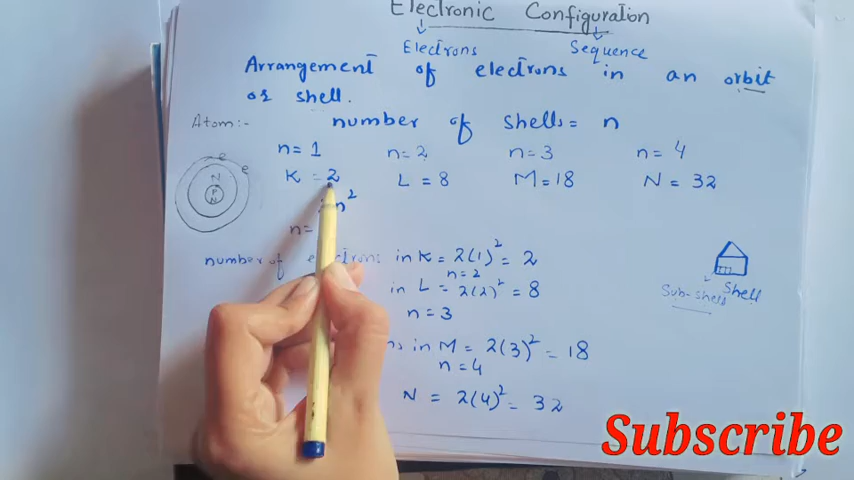 Electronic Configuration
Electrons Sequence
Arrangement of electrons in an orbit
or shell.
Atom:- number of shells= n
n= 1 n=2 n=3 n=4
K = 2 L = 8 M=18 N = 32
e
e
N
P
N
n²
n=
number of in K = 2(1)² = 2
n=2
in L = 2(2)² = 8
n=3
in M = 2(3)² = 18
n=4
N = 2(4)² = 32
Sub-shell Shell
Subscribe